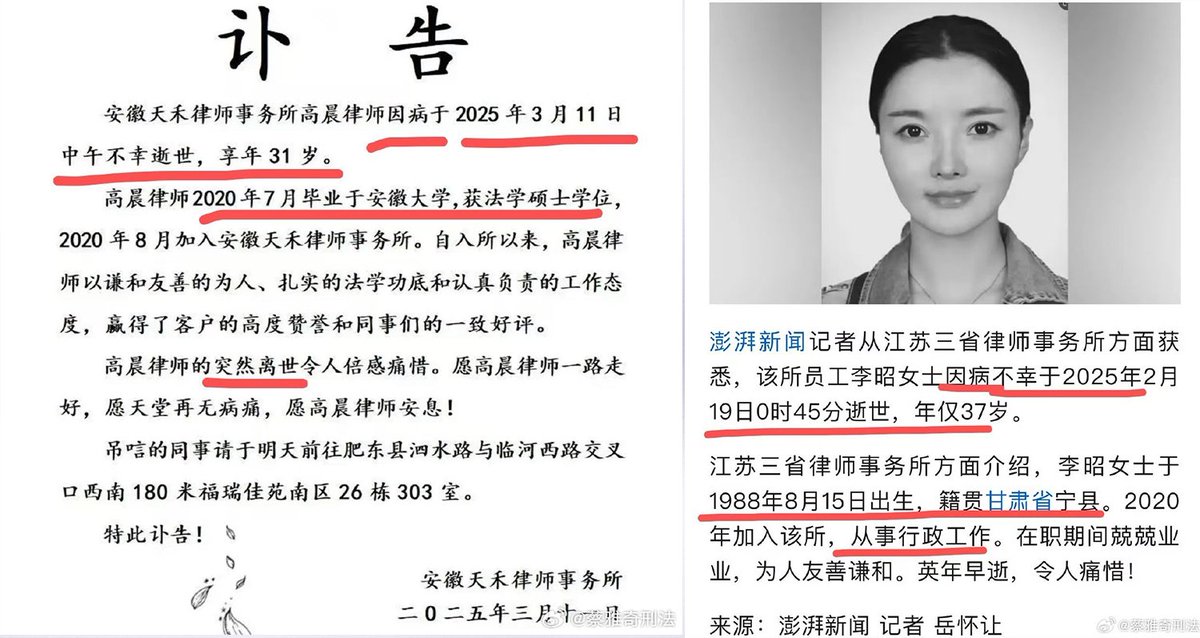 讣 告
安徽天禾律师事务所高晨律师因病于 2025 年 3 月 11 日
中午不幸逝世，享年 31 岁。
高晨律师2020 年 7 月毕业于安徽大学,获法学硕士学位，
2020 年 8 月加入安徽天禾律师事务所。自入所以来，高晨律
师以谦和友善的为人、扎实的法学功底和认真负责的工作态
度，赢得了客户的高度赞誉和同事们的一致好评。
高晨律师的突然离世令人倍感痛惜。愿高晨律师一路走
好，愿天堂再无病痛，愿高晨律师安息！
吊唁的同事请于明天前往肥东县泗水路与临河西路交叉
口西南 180 米福瑞佳苑南区 26 栋 303 室。
特此讣告！
安徽天禾律师事务所
二〇二五年三月十一日
@蔡雅奇刑法
澎湃新闻记者从江苏三省律师事务所方面获
悉，该所员工李昭女士因病不幸于2025年2月
19日0时45分逝世，年仅37岁。
江苏三省律师事务所方面介绍，李昭女士于
1988年8月15日出生，籍贯甘肃省宁县。2020
年加入该所，从事行政工作。在职期间兢兢业
业，为人友善谦和。英年早逝，令人痛惜！
来源：澎湃新闻 记者 岳怀让
@蔡雅奇刑法